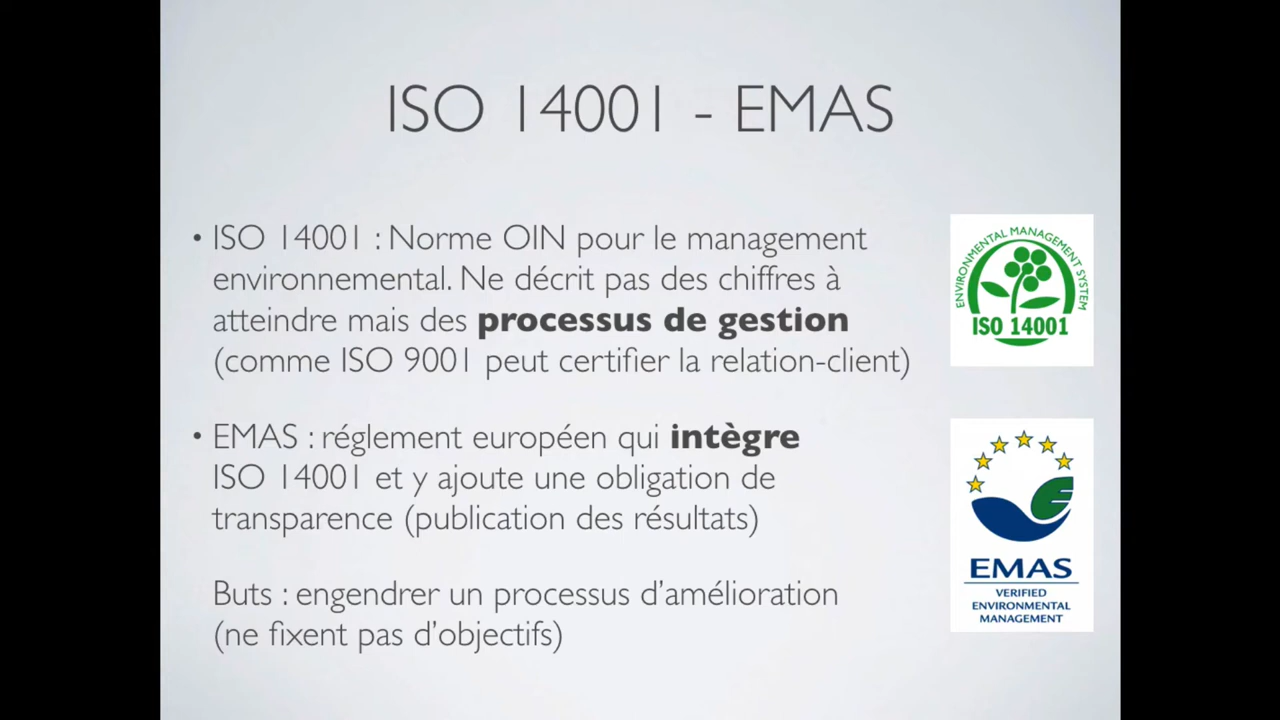 ISO 14001 - EMAS
• ISO 14001 : Norme OIN pour le management
environnemental. Ne décrit pas des chiffres à
atteindre mais des processus de gestion
(comme ISO 9001 peut certifier la relation-client)
• EMAS : réglement européen qui intègre
ISO 14001 et y ajoute une obligation de
transparence (publication des résultats)
Buts : engendrer un processus d'amélioration
(ne fixent pas d'objectifs)
ENVIRONMENTAL MANAGEMENT SYSTEM
ISO 14001
EMAS
VERIFIED
ENVIRONMENTAL
MANAGEMENT